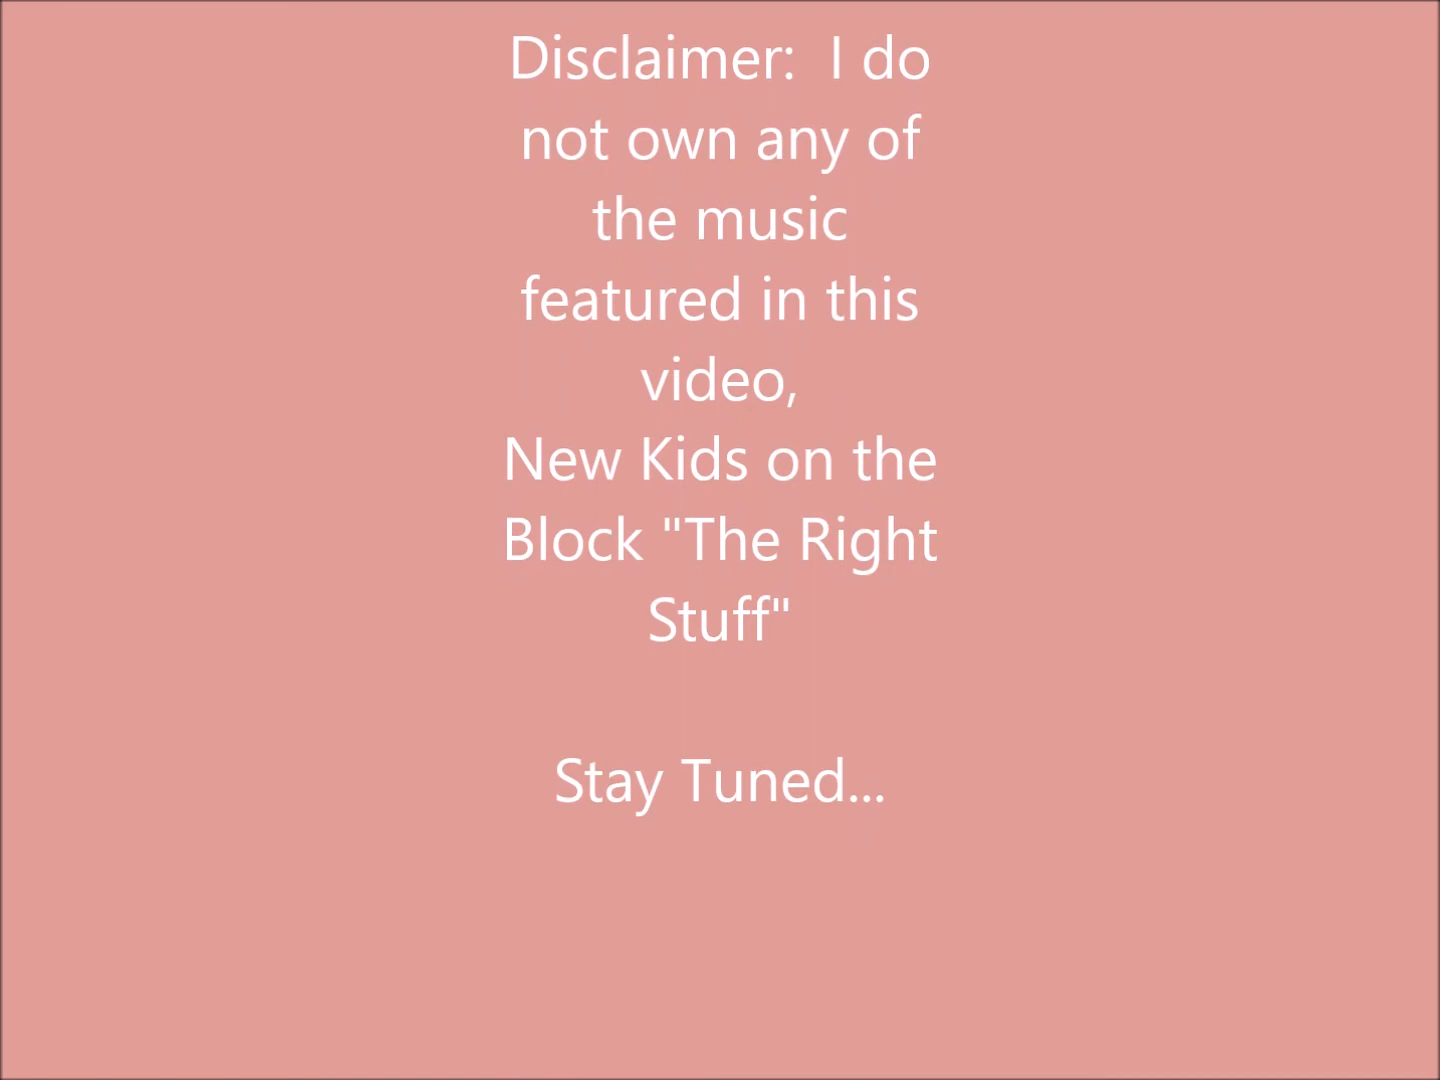 Disclaimer:  I do
not own any of
the music
featured in this
video,
New Kids on the
Block "The Right
Stuff"
Stay Tuned...